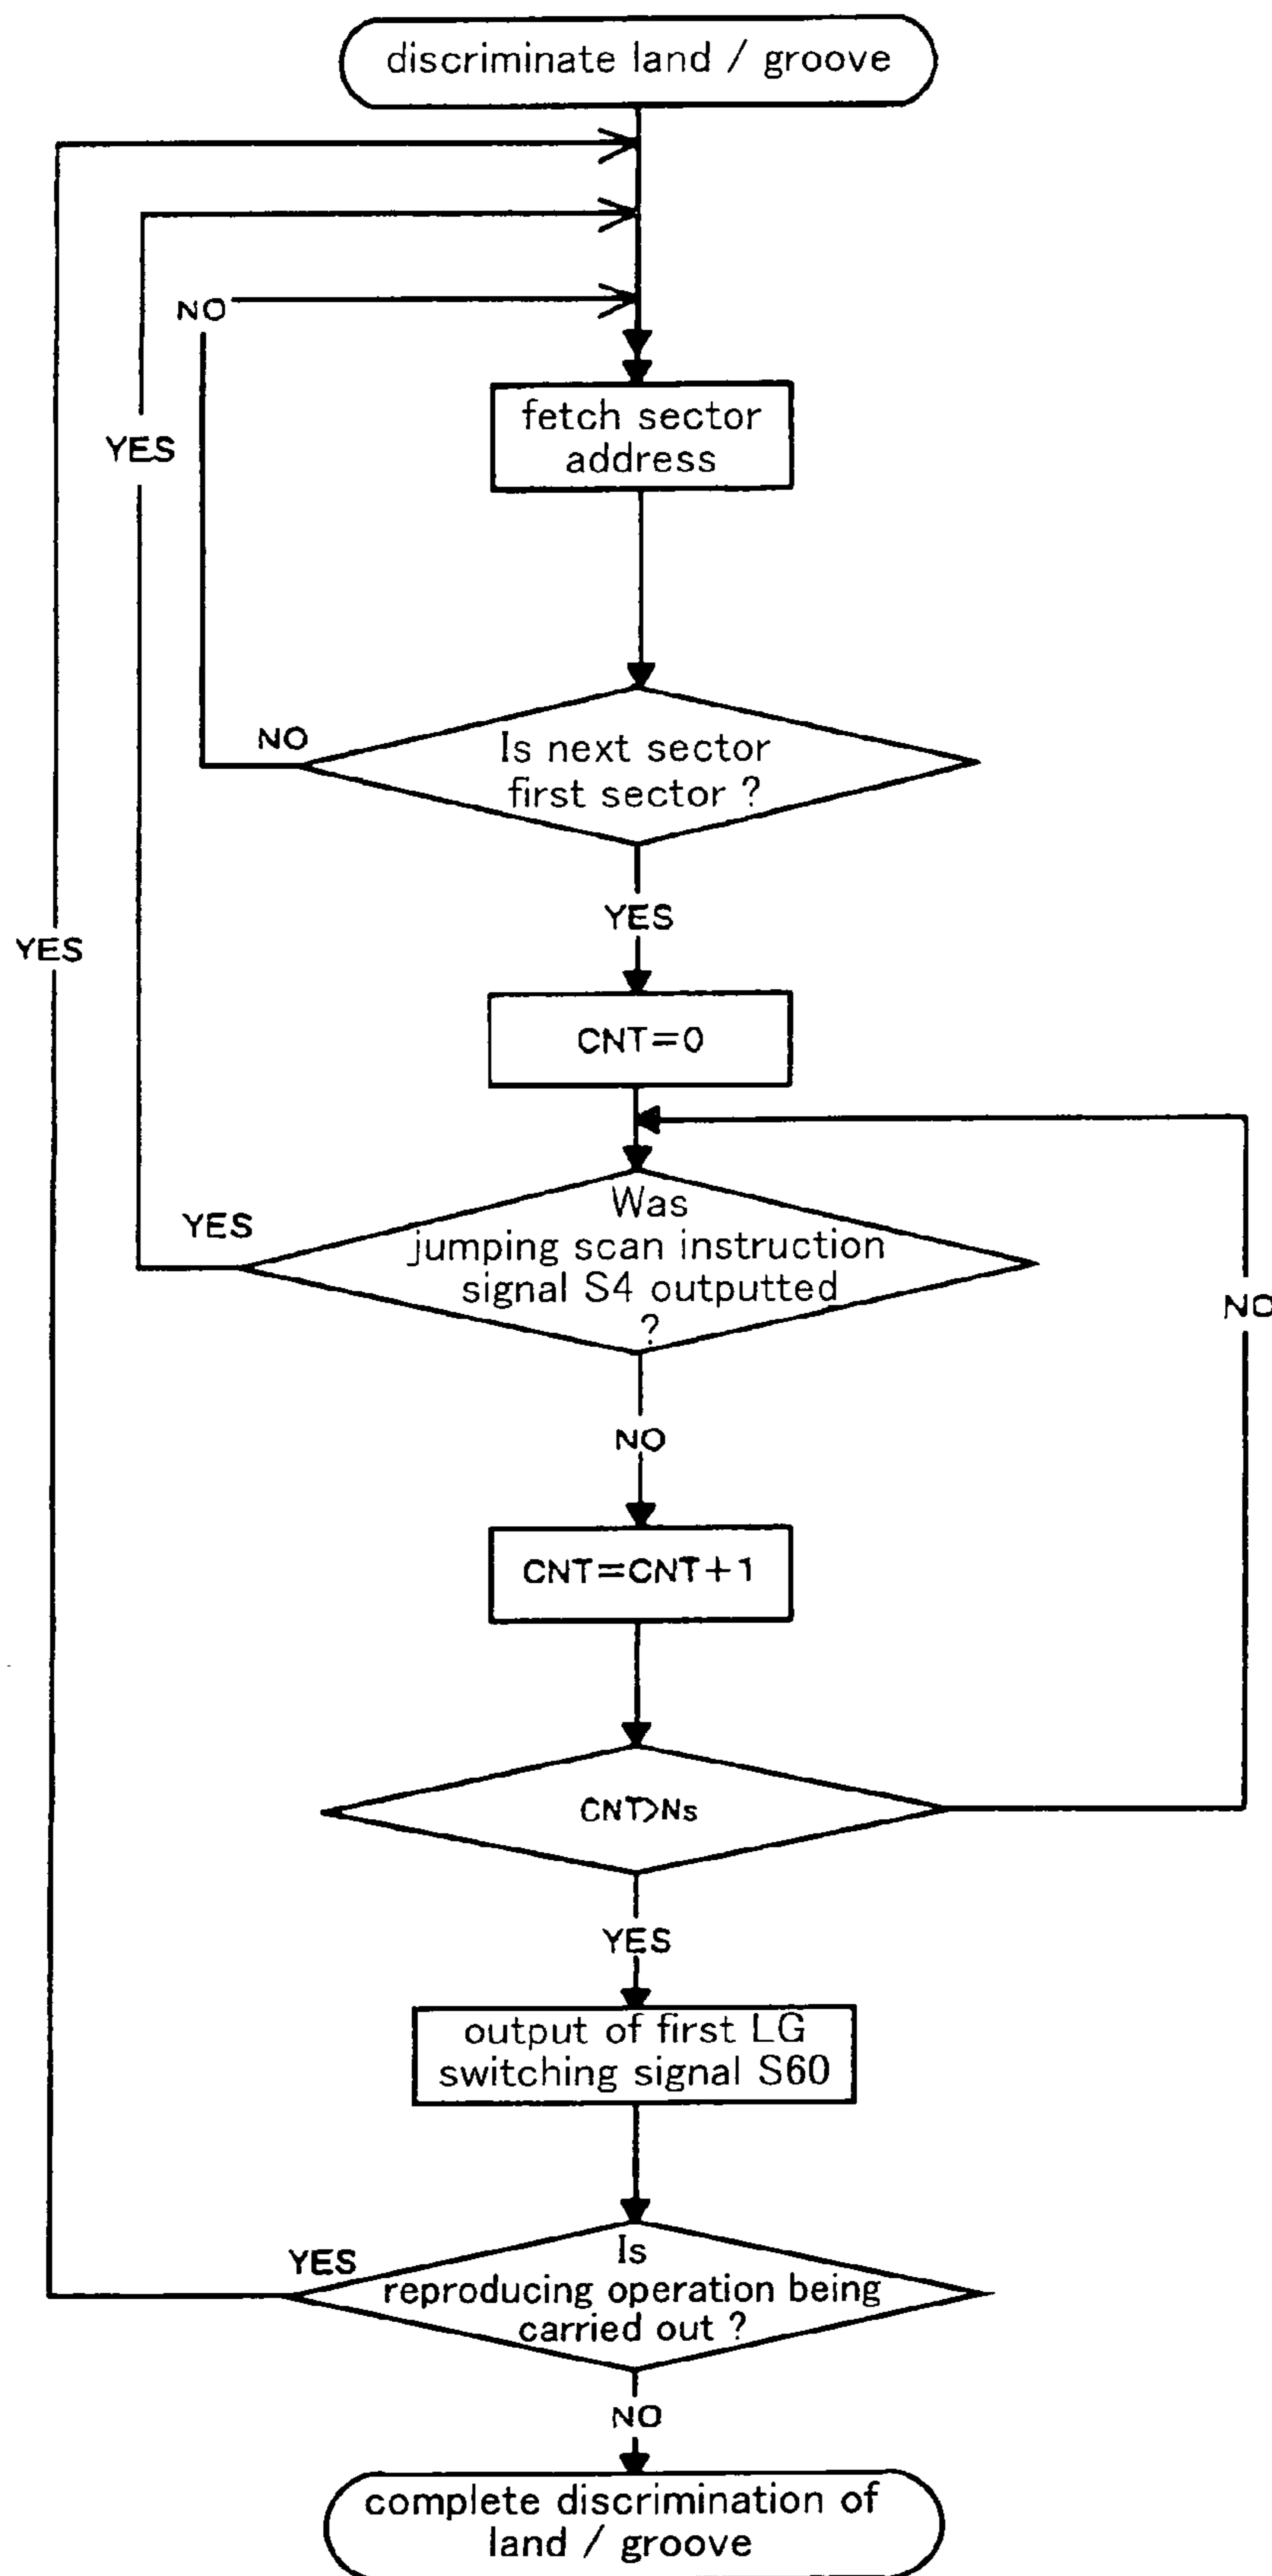 discriminate land / groove
NO
YES
fetch sector
address
NO
Is next sector
first sector ?
YES
YES
CNT=0
YES
Was
jumping scan instruction
signal S4 outputted
?
NO
NO
CNT=CNT+1
CNT>Ns
YES
output of first LG
switching signal S60
YES
Is
reproducing operation being
carried out ?
NO
complete discrimination of
land / groove